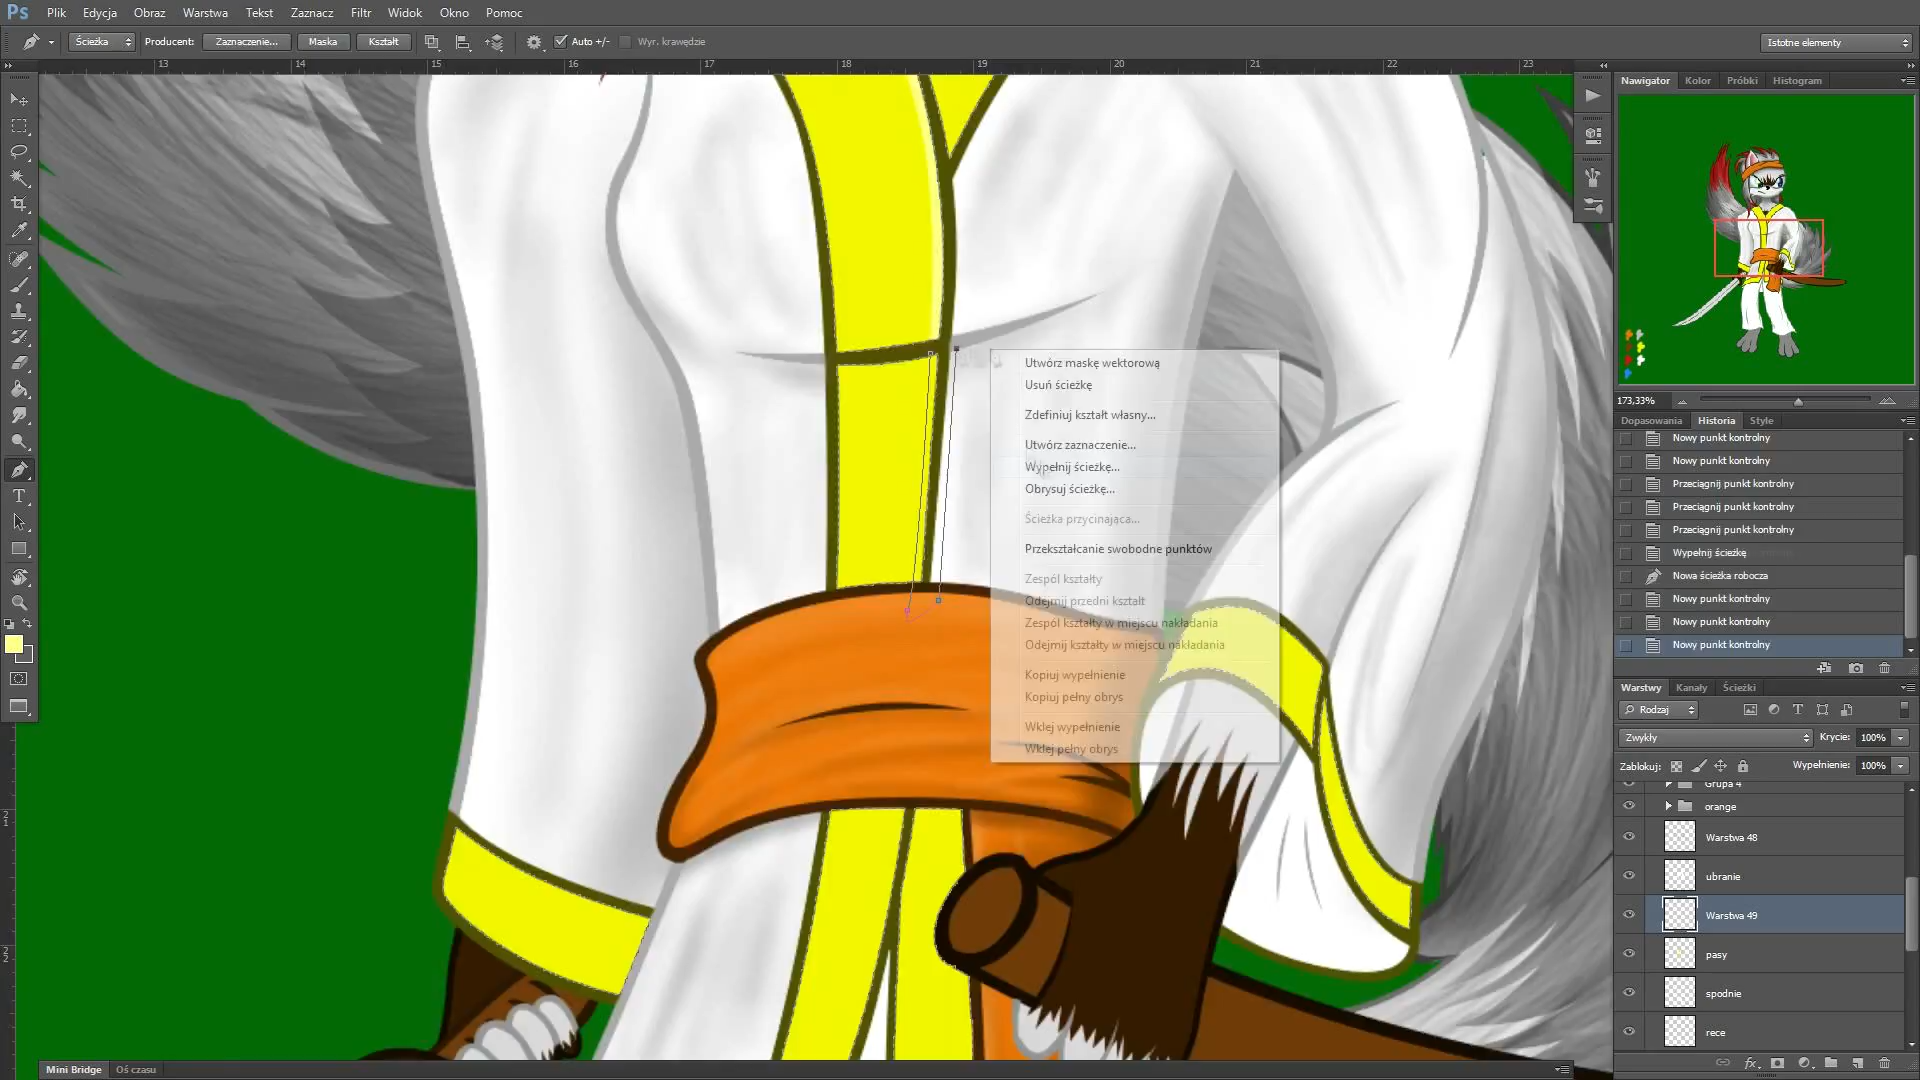 Ps Plik Edycja Obraz Warstwa Tekst Zaznacz Filtr Widok Okno Pomoc
Ścieżka Producent: Zaznaczenie... Maska Kształt Auto +/- Wyr. krawędzie Istotne elementy
13 14 15 16 17 18 19 20 21 22 23
Nawigator Kolor Próbki Histogram
173,33%
Dopasowania Historia Style
Nowy punkt kontrolny
Nowy punkt kontrolny
Przeciągnij punkt kontrolny
Przeciągnij punkt kontrolny
Przeciągnij punkt kontrolny
Wypełnij ścieżkę
Nowa ścieżka robocza
Nowy punkt kontrolny
Nowy punkt kontrolny
Nowy punkt kontrolny
Utwórz maskę wektorową
Usuń ścieżkę
Zdefiniuj kształt własny...
Utwórz zaznaczenie...
Wypełnij ścieżkę...
Obrysuj ścieżkę...
Ścieżka przycinająca...
Przekształcanie swobodne punktów
Zespól kształty
Odejmij przedni kształt
Zespól kształty w miejscu nakładania
Odejmij kształty w miejscu nakładania
Kopiuj wypełnienie
Kopiuj pełny obrys
Wklej wypełnienie
Wklej pełny obrys
Warstwy Kanały Ścieżki
Rodzaj
Zwykły Krycie: 100%
Zablokuj: Wypełnienie: 100%
Grupa 4
orange
Warstwa 48
ubranie
Warstwa 49
pasy
spodnie
rece
21
22
Mini Bridge Oś czasu